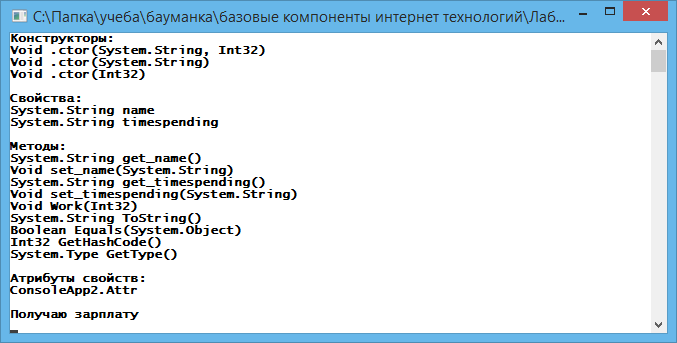 C:\Папка\учеба\бауманка\базовые компоненты интернет технологий\Лаб...
Конструкторы:
Void .ctor(System.String, Int32)
Void .ctor(System.String)
Void .ctor(Int32)
Свойства:
System.String name
System.String timespending
Методы:
System.String get_name()
Void set_name(System.String)
System.String get_timespending()
Void set_timespending(System.String)
Void Work(Int32)
System.String ToString()
Boolean Equals(System.Object)
Int32 GetHashCode()
System.Type GetType()
Атрибуты свойств:
ConsoleApp2.Attr
Получаю зарплату